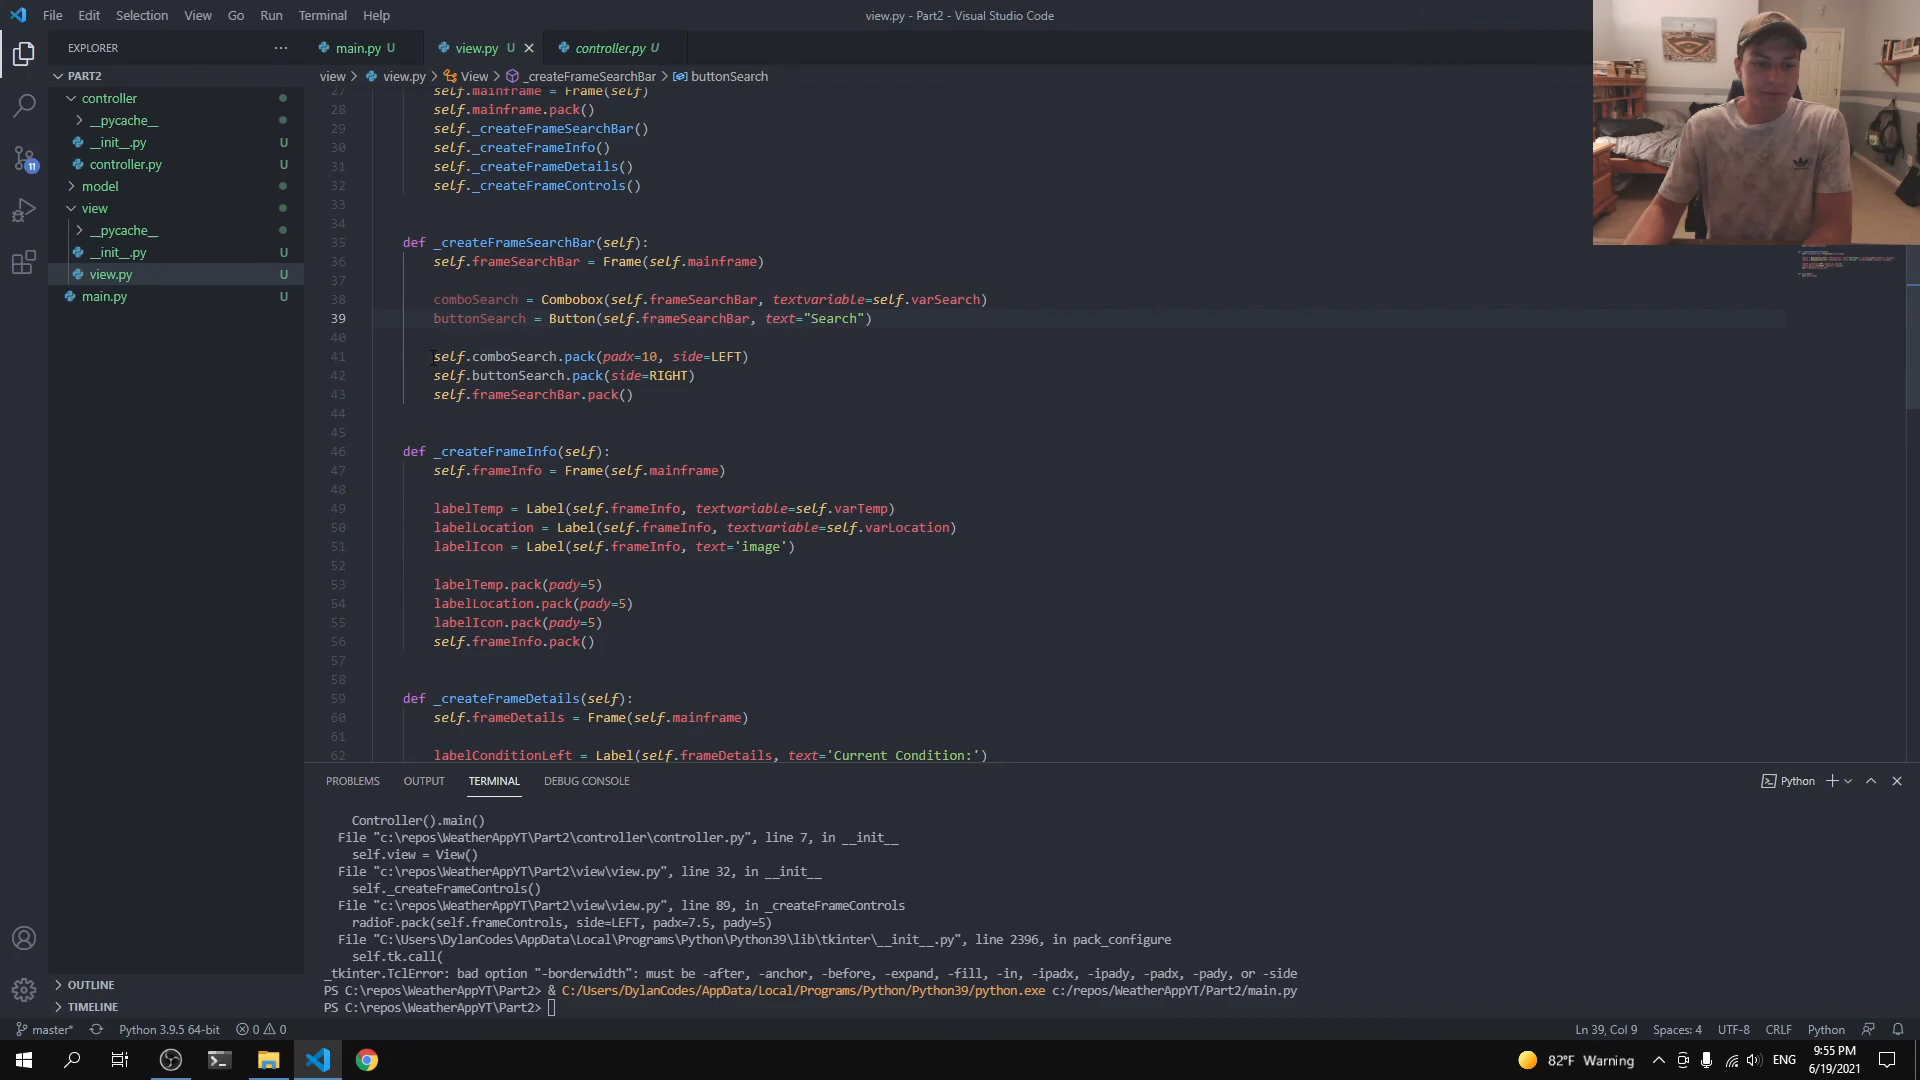 File Edit Selection View Go Run Terminal Help
view.py - Part2 - Visual Studio Code
EXPLORER
main.py U
view.py U
controller.py U
PART2
view > view.py > View > _createFrameSearchBar > buttonSearch
controller
__pycache__
__init__.py U
controller.py U
model
view
__pycache__
__init__.py U
view.py U
main.py U
27 self.mainframe = Frame(self)
28 self.mainframe.pack()
29 self._createFrameSearchBar()
30 self._createFrameInfo()
31 self._createFrameDetails()
32 self._createFrameControls()
33
34
35 def _createFrameSearchBar(self):
36 self.frameSearchBar = Frame(self.mainframe)
37
38 comboSearch = Combobox(self.frameSearchBar, textvariable=self.varSearch)
39 buttonSearch = Button(self.frameSearchBar, text="Search")
40
41 self.comboSearch.pack(padx=10, side=LEFT)
42 self.buttonSearch.pack(side=RIGHT)
43 self.frameSearchBar.pack()
44
45
46 def _createFrameInfo(self):
47 self.frameInfo = Frame(self.mainframe)
48
49 labelTemp = Label(self.frameInfo, textvariable=self.varTemp)
50 labelLocation = Label(self.frameInfo, textvariable=self.varLocation)
51 labelIcon = Label(self.frameInfo, text='image')
52
53 labelTemp.pack(pady=5)
54 labelLocation.pack(pady=5)
55 labelIcon.pack(pady=5)
56 self.frameInfo.pack()
57
58
59 def _createFrameDetails(self):
60 self.frameDetails = Frame(self.mainframe)
61
62 labelConditionLeft = Label(self.frameDetails, text='Current Condition:')
PROBLEMS OUTPUT TERMINAL DEBUG CONSOLE
Python
Controller().main()
File "c:\repos\WeatherAppYT\Part2\controller\controller.py", line 7, in __init__
self.view = View()
File "c:\repos\WeatherAppYT\Part2\view\view.py", line 32, in __init__
self._createFrameControls()
File "c:\repos\WeatherAppYT\Part2\view\view.py", line 89, in _createFrameControls
radioF.pack(self.frameControls, side=LEFT, padx=7.5, pady=5)
File "C:\Users\DylanCodes\AppData\Local\Programs\Python\Python39\lib\tkinter\__init__.py", line 2396, in pack_configure
self.tk.call(
_tkinter.TclError: bad option "-borderwidth": must be -after, -anchor, -before, -expand, -fill, -in, -ipadx, -ipady, -padx, -pady, or -side
PS C:\repos\WeatherAppYT\Part2> & C:/Users/DylanCodes/AppData/Local/Programs/Python/Python39/python.exe c:/repos/WeatherAppYT/Part2/main.py
PS C:\repos\WeatherAppYT\Part2>
OUTLINE
TIMELINE
11
master* Python 3.9.5 64-bit 0 0
Ln 39, Col 9 Spaces: 4 UTF-8 CRLF Python
82°F Warning
ENG
9:55 PM
6/19/2021